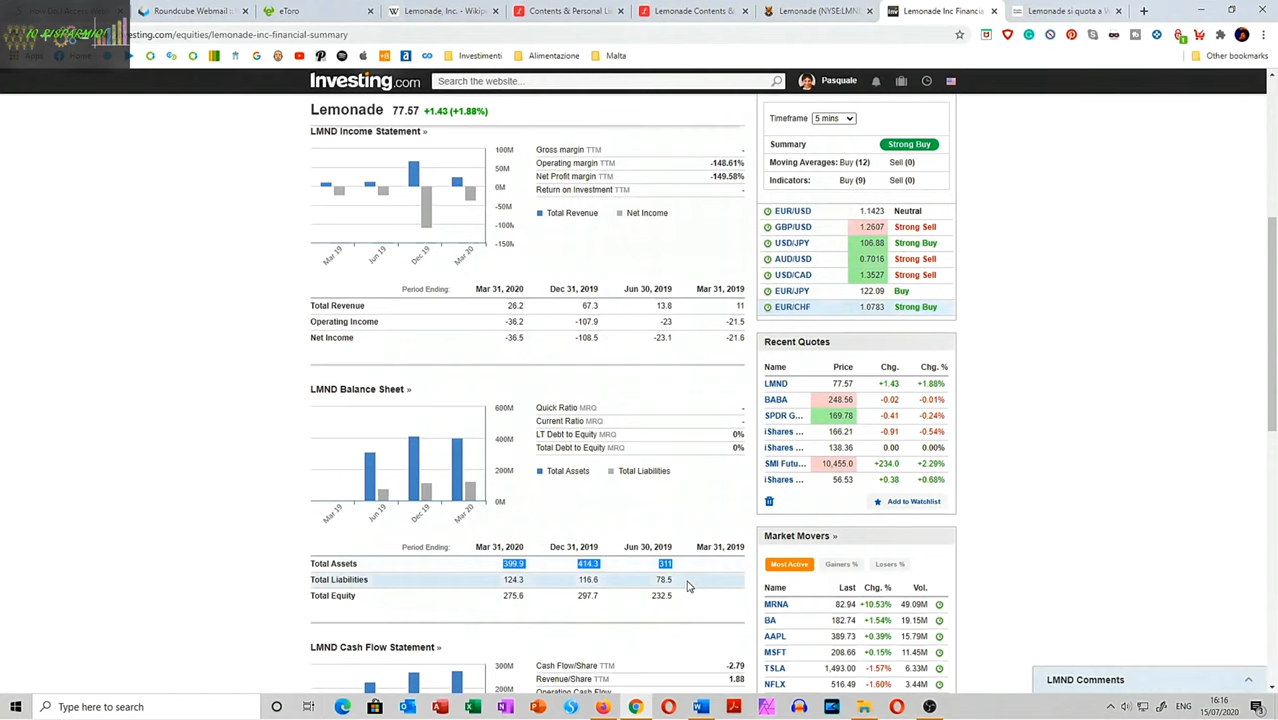 How Do I Access Web
Roundcube Webmail
eToro
Wikip
Contents & Personal Li
Lemonade Contents &
Lemonade (NYSE:LMN
Lemonade Inc Financia
Lemonade si quota a W
IO RISPARMIO
esting.com/equities/lemonade-inc-financial-summary
Apps
Home
Investimenti
Alimentazione
Malta
Other bookmarks
Investing.com
Search the website...
Pasquale
Lemonade 77.57 +1.43 (+1.88%)
LMND Income Statement »
100M
50M
0M
-50M
-100M
-150M
Mar 19
Jun 19
Dec 19
Mar 20
Gross margin TTM -
Operating margin TTM -148.61%
Net Profit margin TTM -149.58%
Return on Investment TTM -
Total Revenue Net Income
Period Ending: Mar 31, 2020 Dec 31, 2019 Jun 30, 2019 Mar 31, 2019
Total Revenue 26.2 67.3 13.8 11
Operating Income -36.2 -107.9 -23 -21.5
Net Income -36.5 -108.5 -23.1 -21.6
LMND Balance Sheet »
600M
400M
200M
0M
Mar 19
Jun 19
Dec 19
Mar 20
Quick Ratio MRQ -
Current Ratio MRQ -
LT Debt to Equity MRQ 0%
Total Debt to Equity MRQ 0%
Total Assets Total Liabilities
Period Ending: Mar 31, 2020 Dec 31, 2019 Jun 30, 2019 Mar 31, 2019
Total Assets 399.9 414.3 311
Total Liabilities 124.3 116.6 78.5
Total Equity 275.6 297.7 232.5
LMND Cash Flow Statement »
300M
200M
Cash Flow/Share TTM -2.79
Revenue/Share TTM 1.88
Operating Cash Flow
Timeframe 5 mins
Summary Strong Buy
Moving Averages: Buy (12) Sell (0)
Indicators: Buy (9) Sell (0)
EUR/USD 1.1423 Neutral
GBP/USD 1.2607 Strong Sell
USD/JPY 106.88 Strong Buy
AUD/USD 0.7016 Strong Sell
USD/CAD 1.3527 Strong Sell
EUR/JPY 122.09 Buy
EUR/CHF 1.0783 Strong Buy
Recent Quotes
Name Price Chg. Chg. %
LMND 77.57 +1.43 +1.88%
BABA 248.56 -0.02 -0.01%
SPDR G... 169.78 -0.41 -0.24%
iShares ... 166.21 -0.91 -0.54%
iShares ... 138.36 0.00 0.00%
SMI Futu... 10,455.0 +234.0 +2.29%
iShares ... 56.53 +0.38 +0.68%
Add to Watchlist
Market Movers »
Most Active Gainers % Losers %
Name Last Chg. % Vol.
MRNA 82.94 +10.53% 49.09M
BA 182.74 +1.54% 19.15M
AAPL 389.73 +0.39% 15.79M
MSFT 208.66 +0.15% 11.45M
TSLA 1,493.00 -1.57% 6.33M
NFLX 516.49 -1.60% 3.44M
LMND Comments
Type here to search
ENG
16:16
15/07/2020